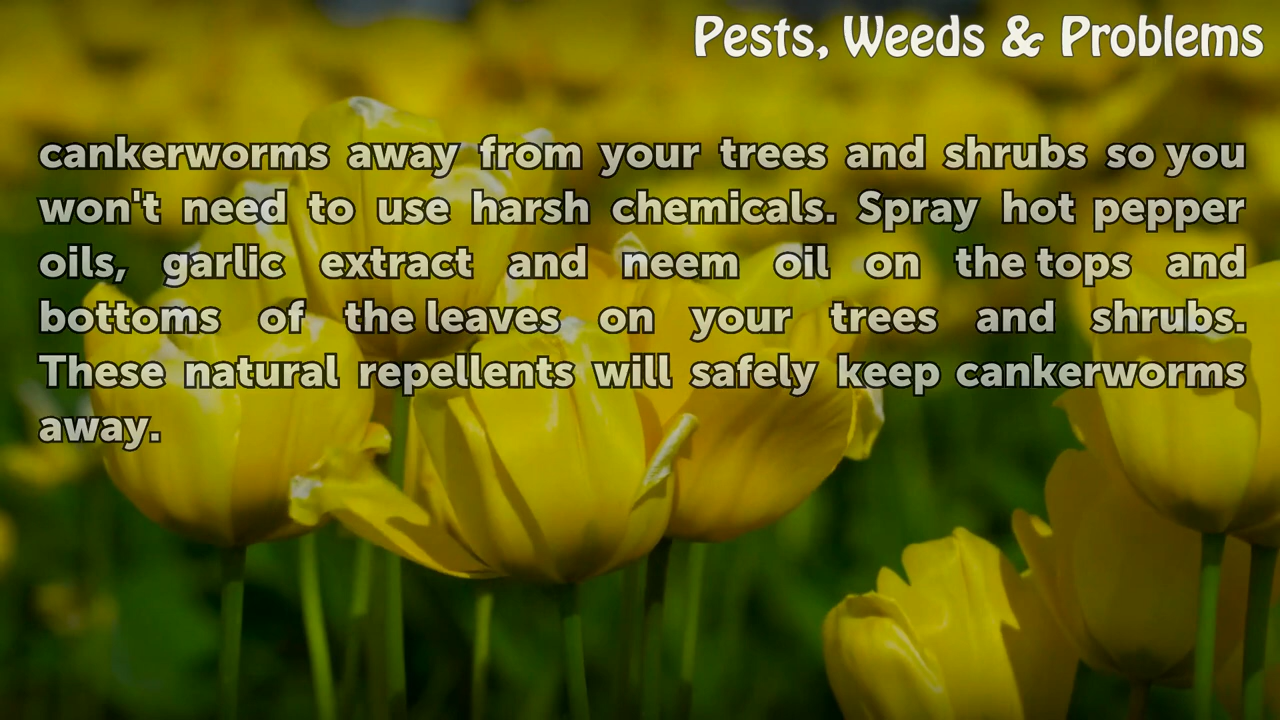 Pests, Weeds & Problems
cankerworms away from your trees and shrubs so you
won't need to use harsh chemicals. Spray hot pepper
oils, garlic extract and neem oil on the tops and
bottoms of the leaves on your trees and shrubs.
These natural repellents will safely keep cankerworms
away.